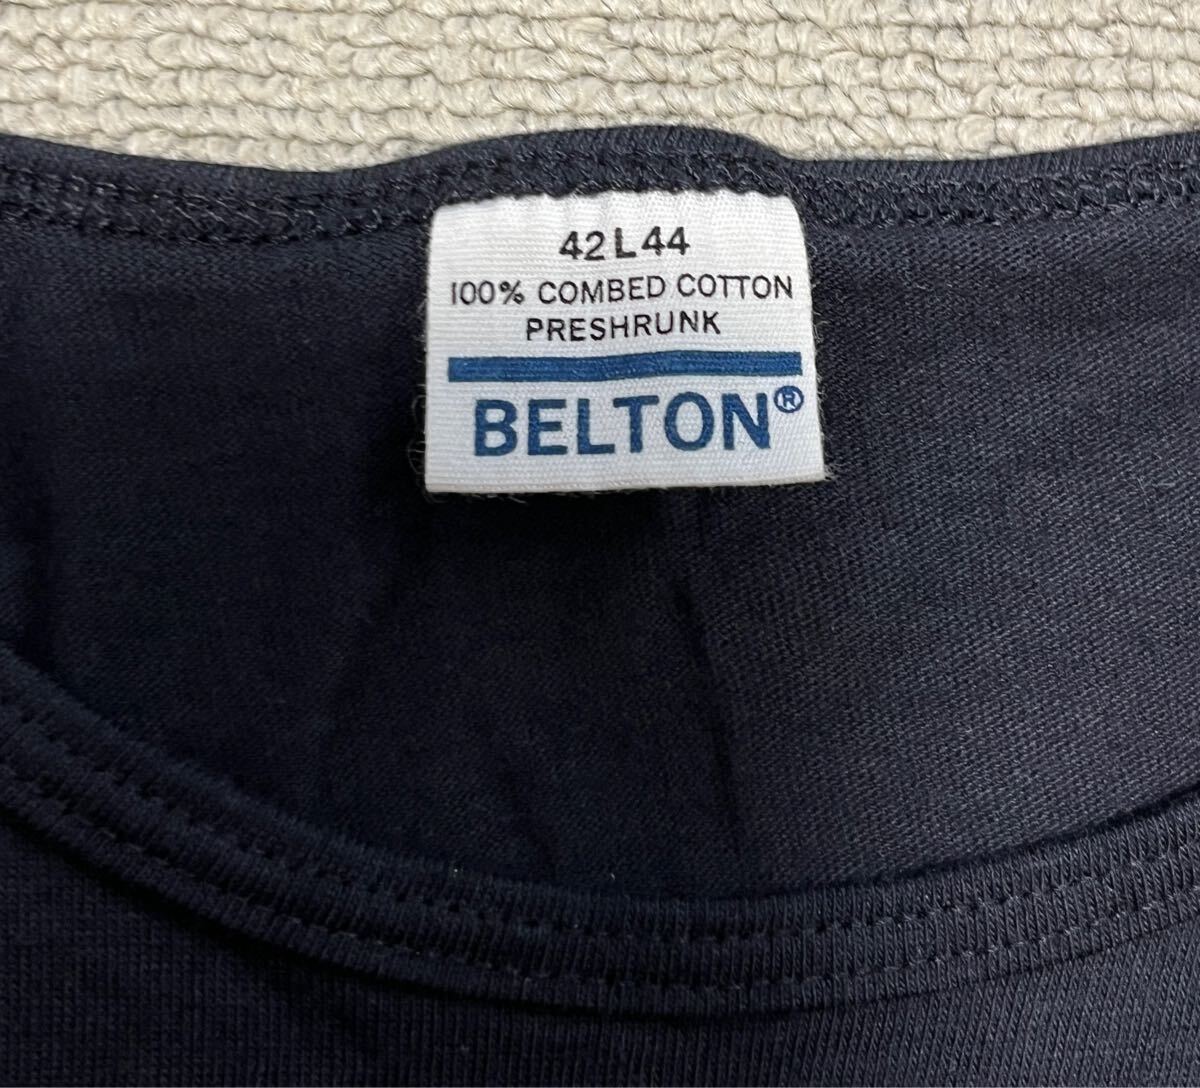 42 L 44
100% COMBED COTTON
PRESHRUNK
BELTON®